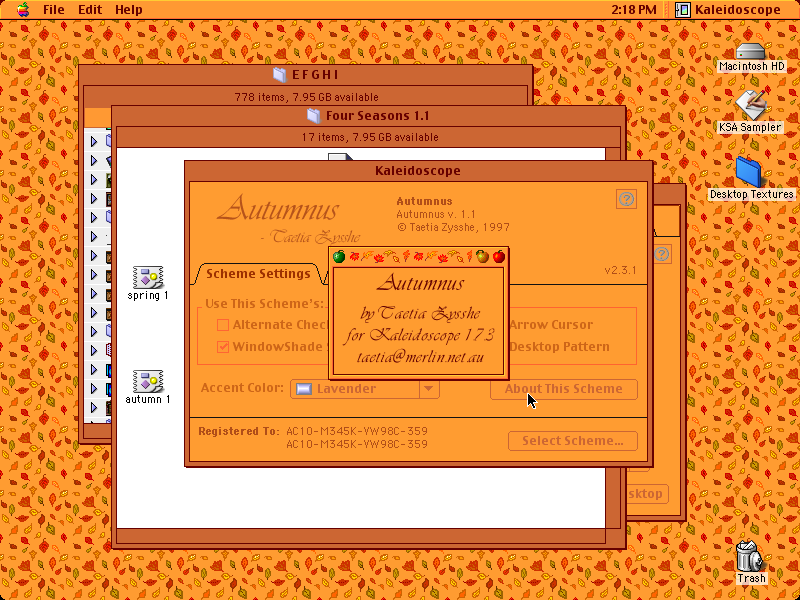 File Edit Help
2:18 PM Kaleidoscope
Macintosh HD
KSA Sampler
Desktop Textures
Trash
E F G H I
778 items, 7.95 GB available
Four Seasons 1.1
17 items, 7.95 GB available
spring 1
autumn 1
Kaleidoscope
Autumnus
- Taetia Zysshe
Autumnus
Autumnus v. 1.1
© Taetia Zysshe, 1997
v2.3.1
Scheme Settings
Use This Scheme's:
Alternate Chec
WindowShade
Arrow Cursor
Desktop Pattern
Accent Color: Lavender
About This Scheme
Registered To: AC10-M345K-YW98C-359
AC10-M345K-YW98C-359
Select Scheme...
sktop
Autumnus
by Taetia Zysshe
for Kaleidoscope 1 7 3
taetia@merlin.net.au